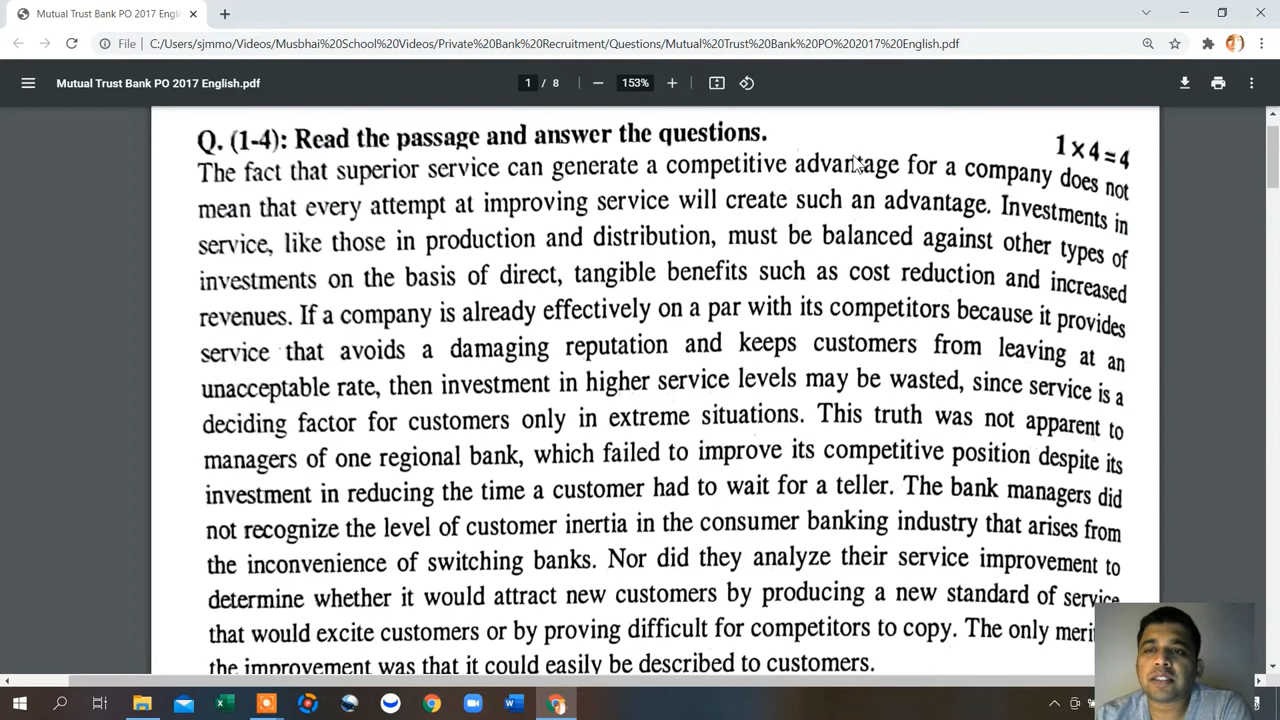 Mutual Trust Bank PO 2017 Engli
File C:/Users/sjmmo/Videos/Musbhai%20School%20Videos/Private%20Bank%20Recruitment/Questions/Mutual%20Trust%20Bank%20PO%202017%20English.pdf
Mutual Trust Bank PO 2017 English.pdf 1 / 8 153%
Q. (1-4): Read the passage and answer the questions. 1×4=4
The fact that superior service can generate a competitive advantage for a company does not
mean that every attempt at improving service will create such an advantage. Investments in
service, like those in production and distribution, must be balanced against other types of
investments on the basis of direct, tangible benefits such as cost reduction and increased
revenues. If a company is already effectively on a par with its competitors because it provides
service that avoids a damaging reputation and keeps customers from leaving at an
unacceptable rate, then investment in higher service levels may be wasted, since service is a
deciding factor for customers only in extreme situations. This truth was not apparent to
managers of one regional bank, which failed to improve its competitive position despite its
investment in reducing the time a customer had to wait for a teller. The bank managers did
not recognize the level of customer inertia in the consumer banking industry that arises from
the inconvenience of switching banks. Nor did they analyze their service improvement to
determine whether it would attract new customers by producing a new standard of service
that would excite customers or by proving difficult for competitors to copy. The only meri
the improvement was that it could easily be described to customers.